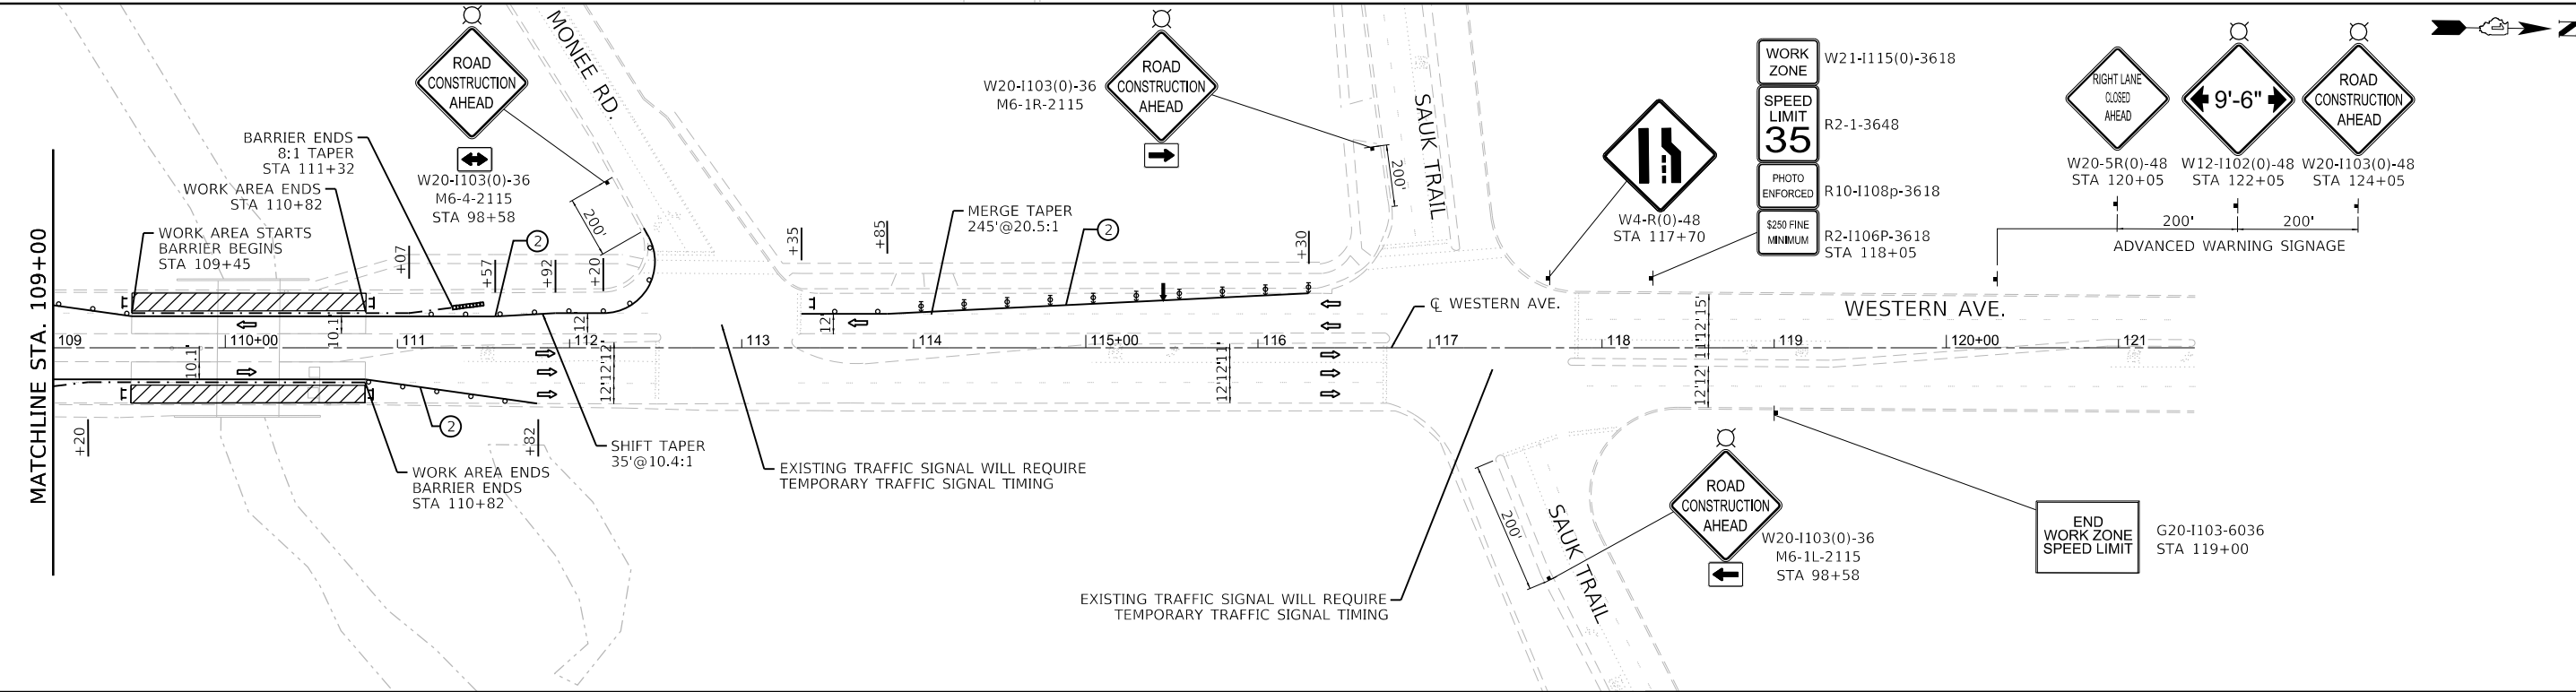 ROAD
CONSTRUCTION
AHEAD
W20-I103(0)-36
M6-4-2115
STA 98+58
MONEE RD.
200'
BARRIER ENDS
8:1 TAPER
STA 111+32
WORK AREA ENDS
STA 110+82
WORK AREA STARTS
BARRIER BEGINS
STA 109+45
MATCHLINE STA. 109+00
+07
+57
+92
+20
2
W20-I103(0)-36
M6-1R-2115
ROAD
CONSTRUCTION
AHEAD
SAUK TRAIL
200'
+35
+85
MERGE TAPER
245'@20.5:1
2
+30
W4-R(0)-48
STA 117+70
WORK
ZONE
W21-I115(0)-3618
SPEED
LIMIT
35
R2-1-3648
PHOTO
ENFORCED
R10-I108p-3618
$250 FINE
MINIMUM
R2-I106P-3618
STA 118+05
RIGHT LANE
CLOSED
AHEAD
W20-5R(0)-48
STA 120+05
9'-6"
W12-I102(0)-48
STA 122+05
ROAD
CONSTRUCTION
AHEAD
W20-I103(0)-48
STA 124+05
200'
200'
ADVANCED WARNING SIGNAGE
10.1'
12'
12'
℄ WESTERN AVE.
WESTERN AVE.
11'12'15'
11'
12'12'
109
110+00
111
112
113
114
115+00
116
117
118
119
120+00
121
10.1'
12'12'12'
12'12'11'
+20
2
+82
SHIFT TAPER
35'@10.4:1
WORK AREA ENDS
BARRIER ENDS
STA 110+82
EXISTING TRAFFIC SIGNAL WILL REQUIRE
TEMPORARY TRAFFIC SIGNAL TIMING
EXISTING TRAFFIC SIGNAL WILL REQUIRE
TEMPORARY TRAFFIC SIGNAL TIMING
200'
SAUK TRAIL
ROAD
CONSTRUCTION
AHEAD
W20-I103(0)-36
M6-1L-2115
STA 98+58
END
WORK ZONE
SPEED LIMIT
G20-I103-6036
STA 119+00